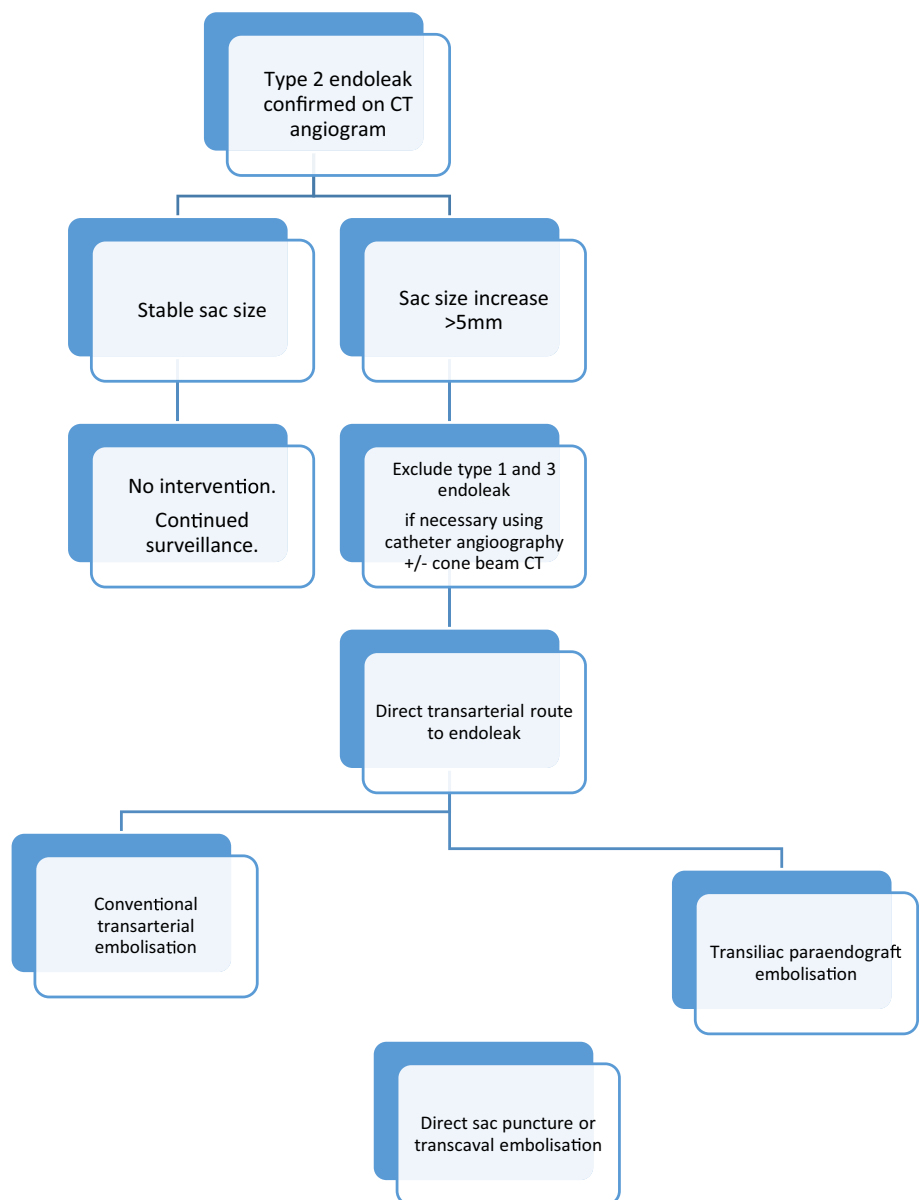 Type 2 endoleak
confirmed on CT
angiogram
Stable sac size
Sac size increase
>5mm
No intervention.
Continued
surveillance.
Exclude type 1 and 3
endoleak
if necessary using
catheter angioography
+/- cone beam CT
Direct transarterial route
to endoleak
Conventional
transarterial
embolisation
Transiliac paraendograft
embolisation
Direct sac puncture or
transcaval embolisation